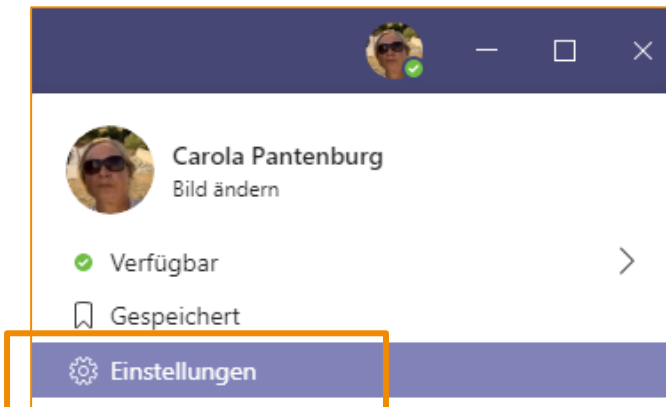 Carola Pantenburg
Bild ändern
Verfügbar
Gespeichert
Einstellungen